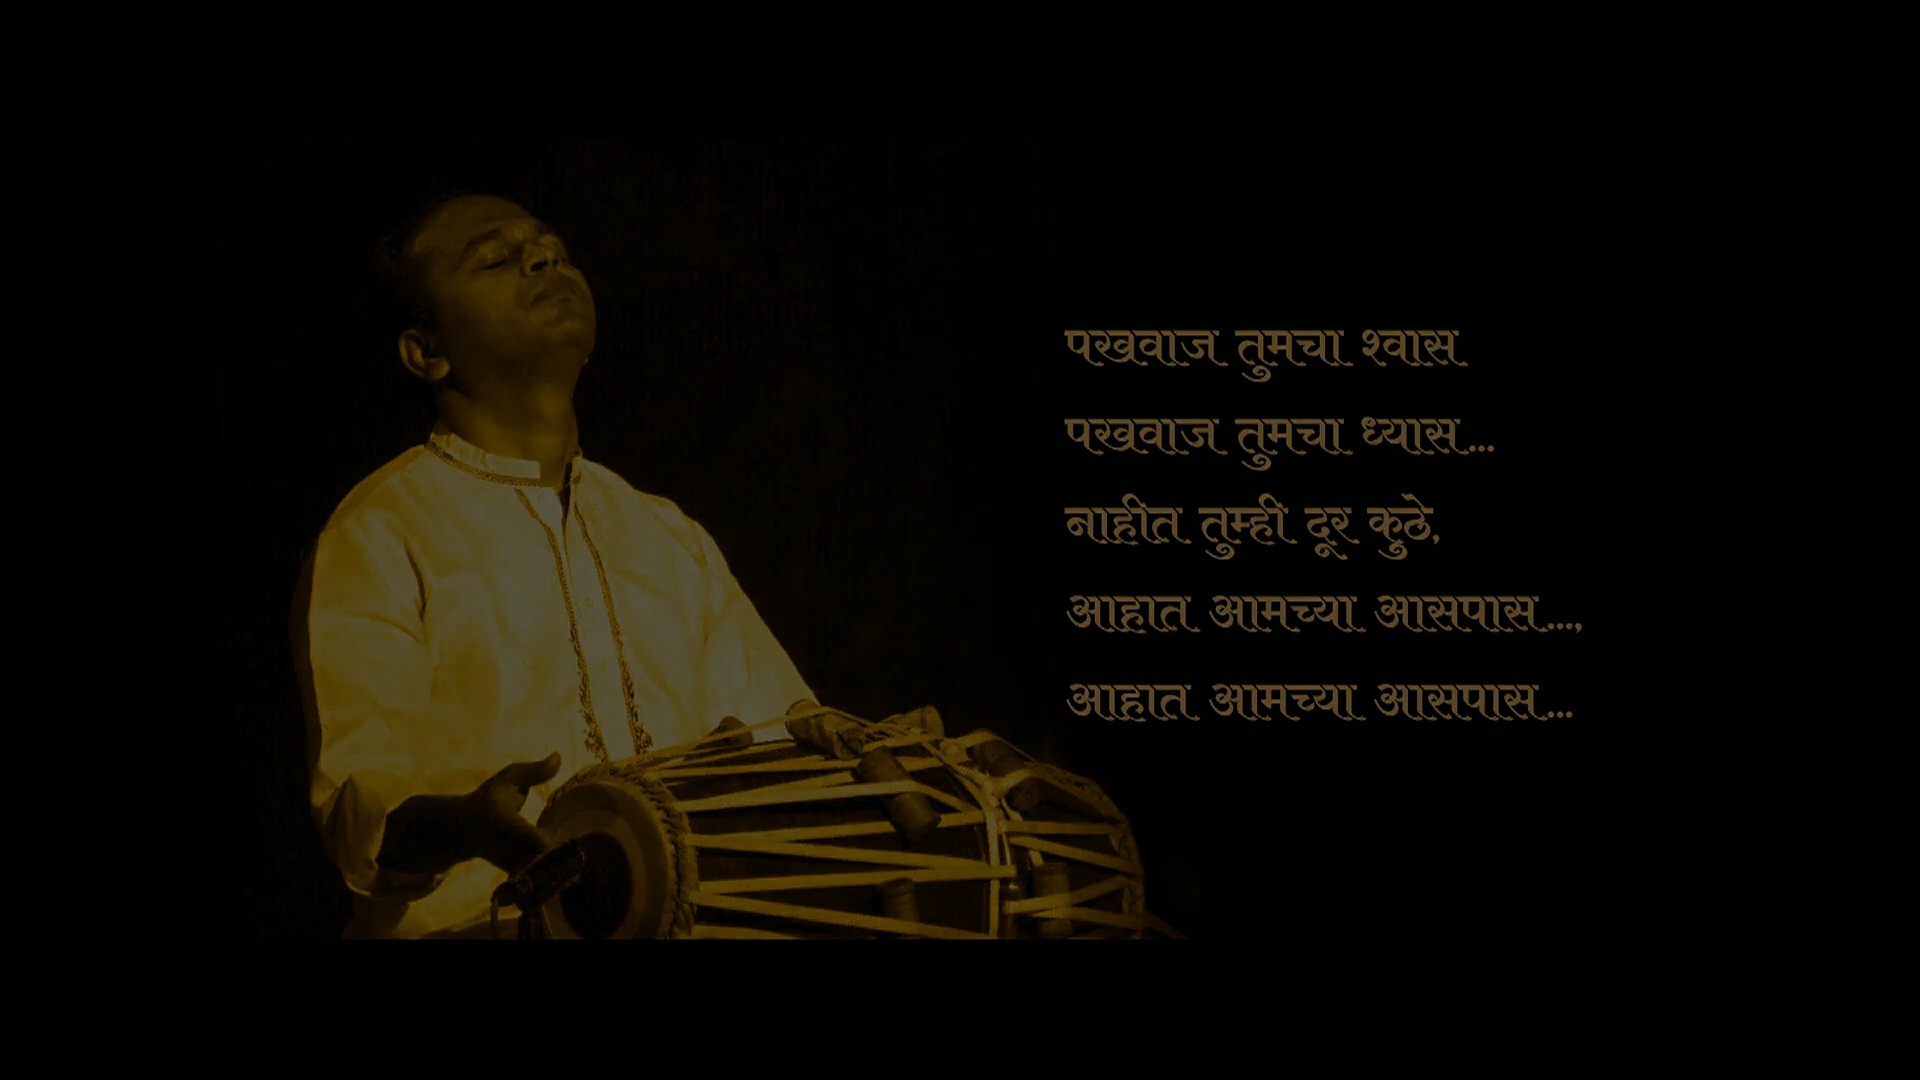 पखवाज तुमचा श्वास
पखवाज तुमचा ध्यास...
नाहीत तुम्ही दूर कुठे,
आहात आमच्या आसपास...,
आहात आमच्या आसपास...